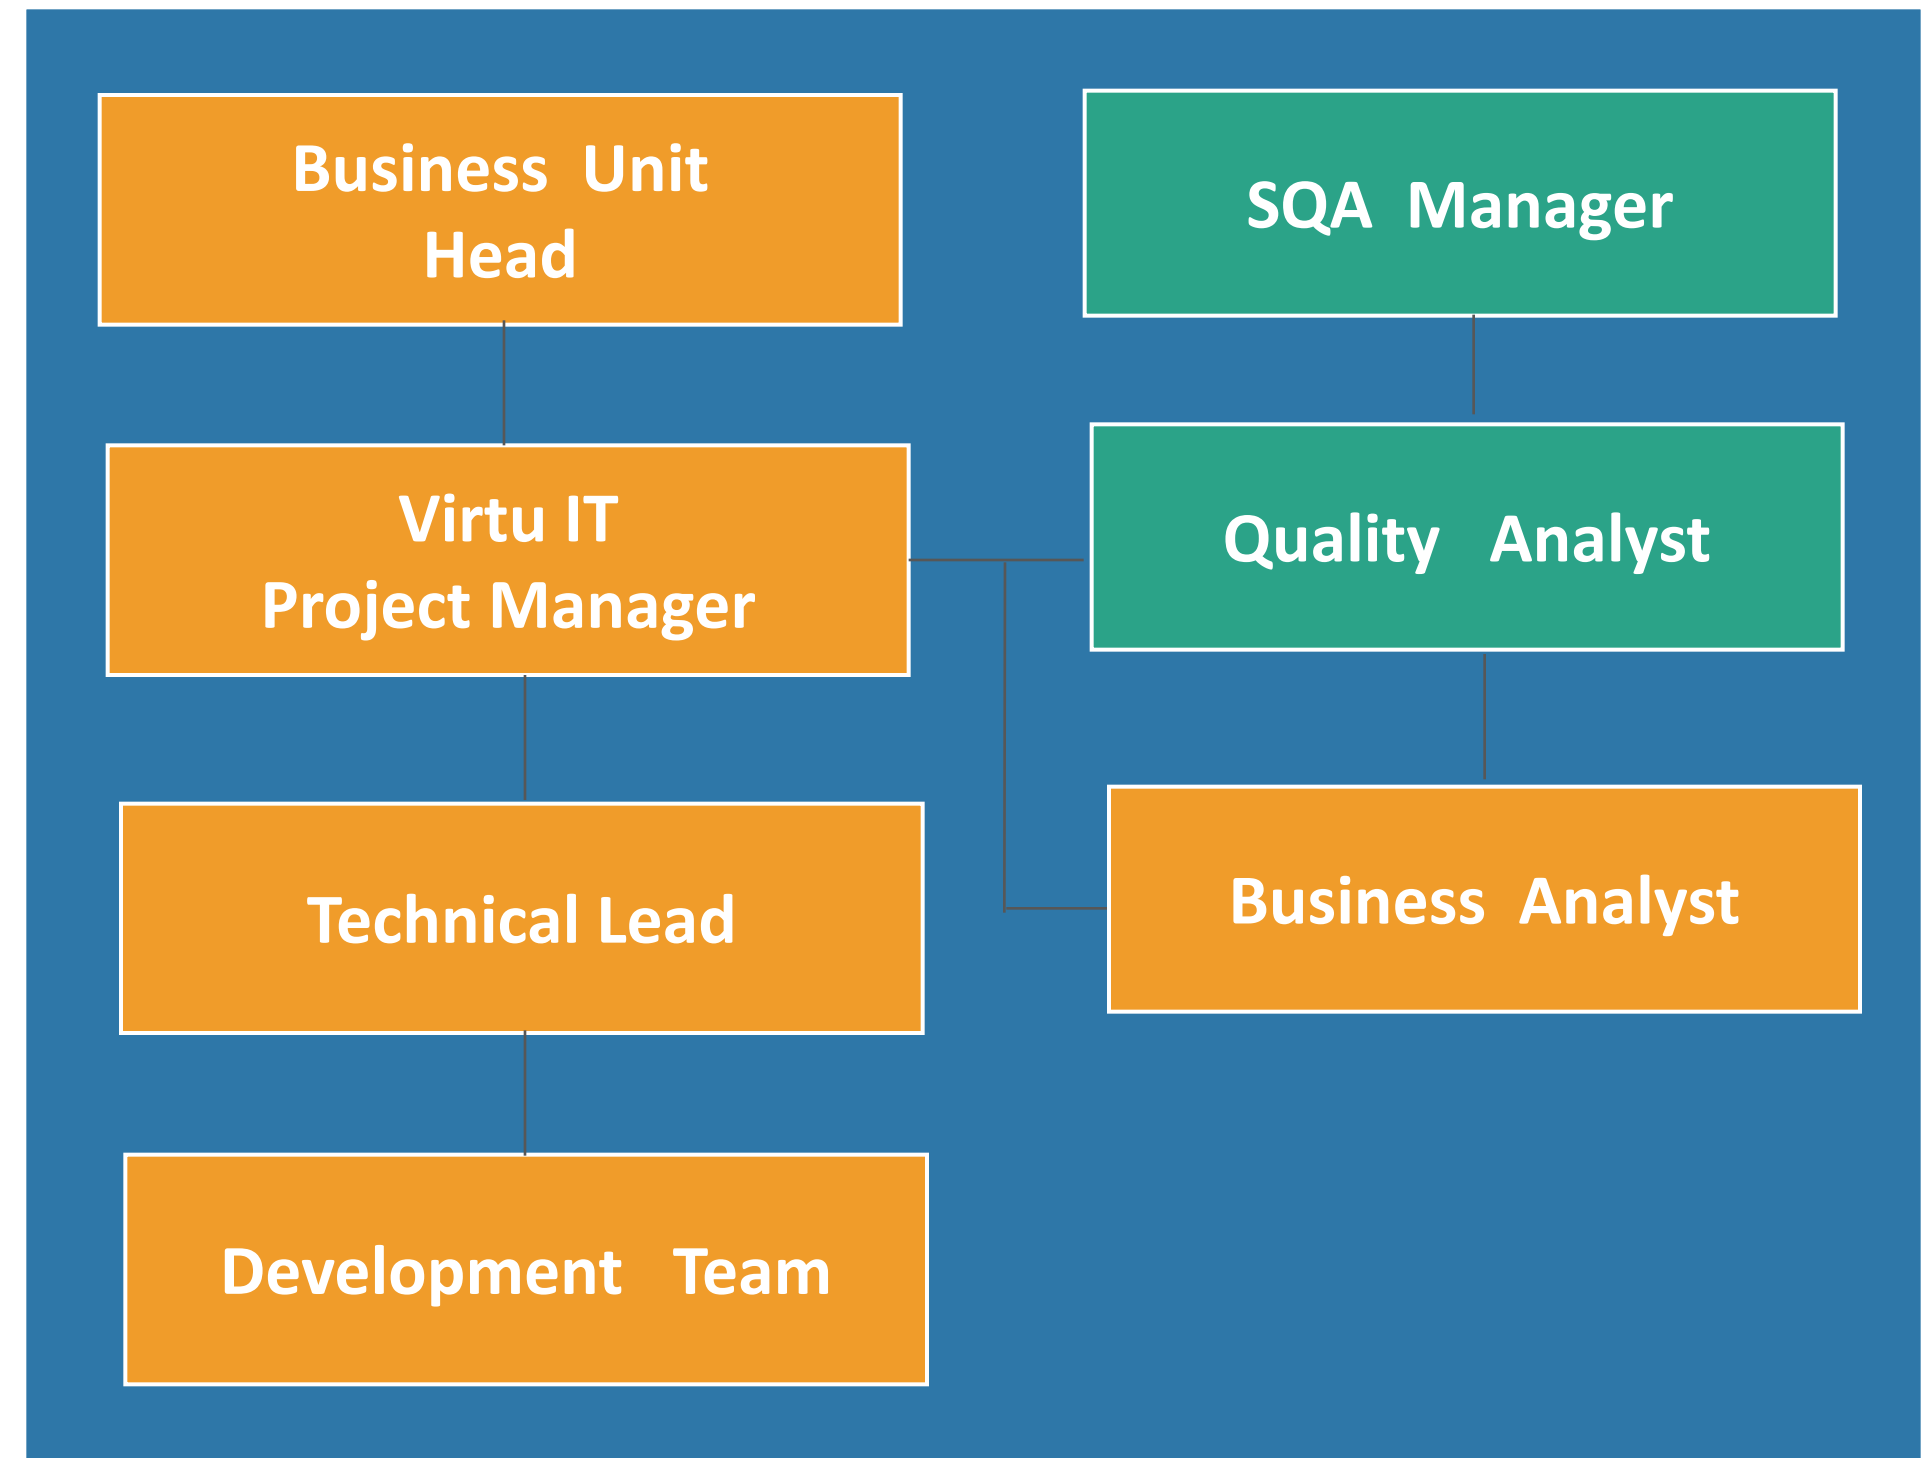 Business Unit
Head
Virtu IT
Project Manager
Technical Lead
Development Team
SQA Manager
Quality Analyst
Business Analyst